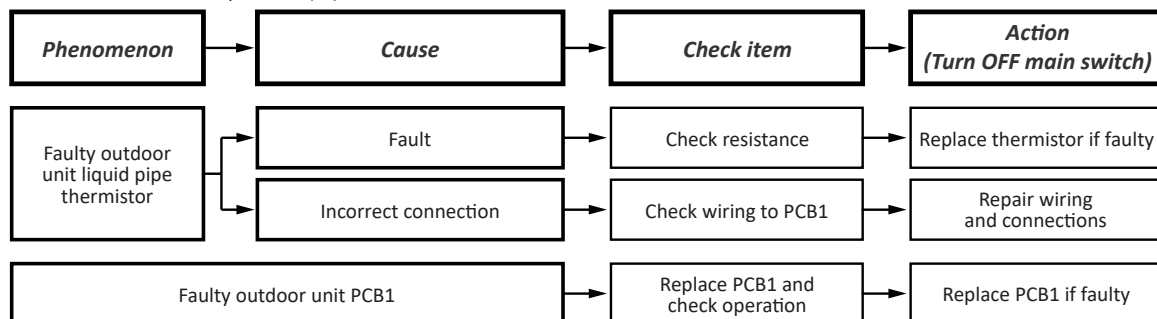 Phenomenon
Cause
Check item
Action
(Turn OFF main switch)
Faulty outdoor
unit liquid pipe
thermistor
Fault
Check resistance
Replace thermistor if faulty
Incorrect connection
Check wiring to PCB1
Repair wiring
and connections
Faulty outdoor unit PCB1
Replace PCB1 and
check operation
Replace PCB1 if faulty